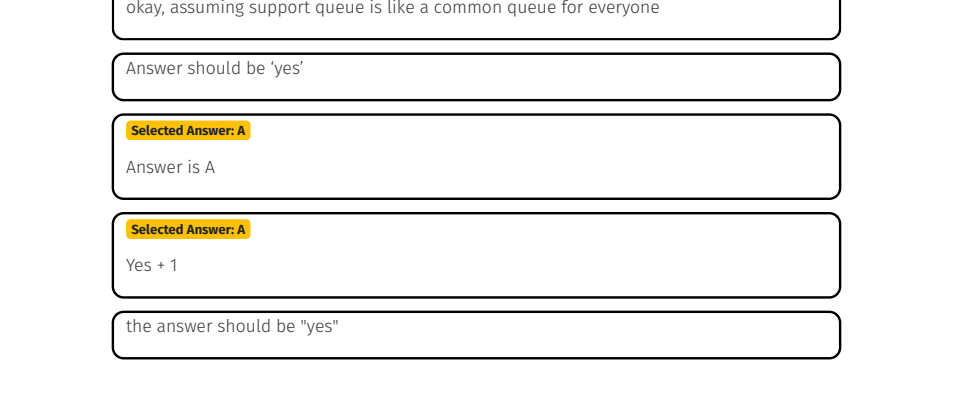 okay, assuming support queue is like a common queue for everyone
Answer should be ‘yes’
Selected Answer: A
Answer is A
Selected Answer: A
Yes + 1
the answer should be "yes"